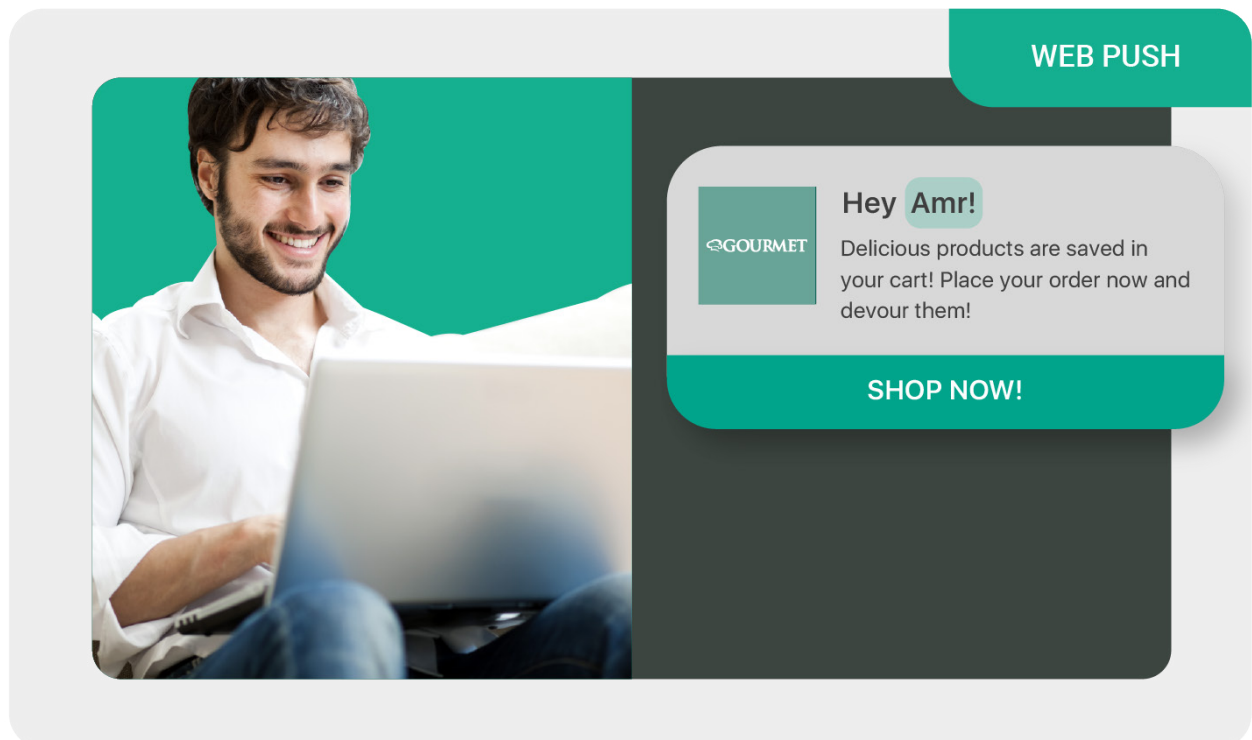 WEB PUSH
GOURMET
Hey Amr!
Delicious products are saved in
your cart! Place your order now and
devour them!
SHOP NOW!